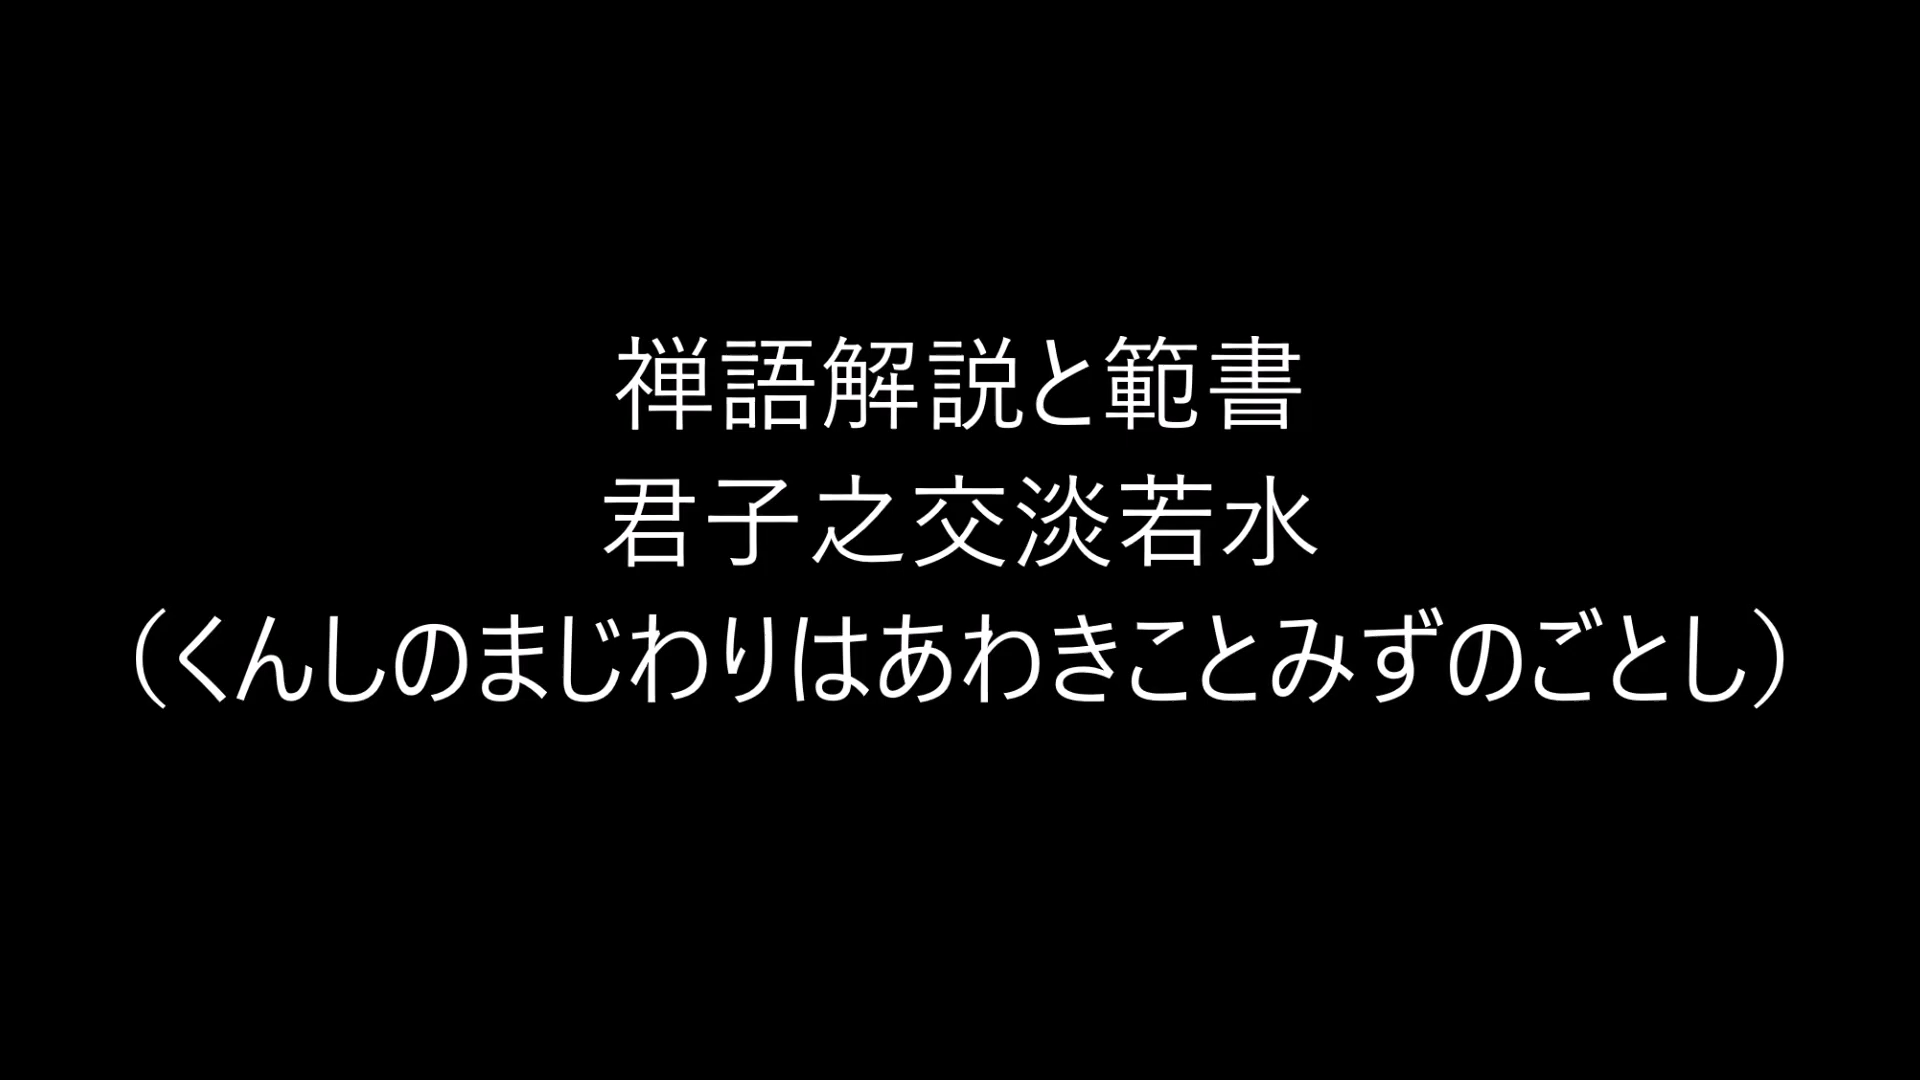 禅語解説と範書
君子之交淡若水
（くんしのまじわりはあわきことみずのごとし）